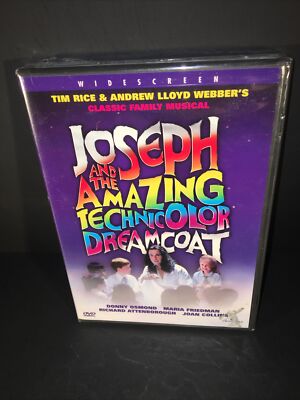 WIDESCREEN
TIM RICE & ANDREW LLOYD WEBBER'S
CLASSIC FAMILY MUSICAL
JOSEPH
AND THE
AMAZING
TECHNICOLOR
DREAMCOAT
DONNY OSMOND MARIA FRIEDMAN
RICHARD ATTENBOROUGH JOAN COLLINS
DVD